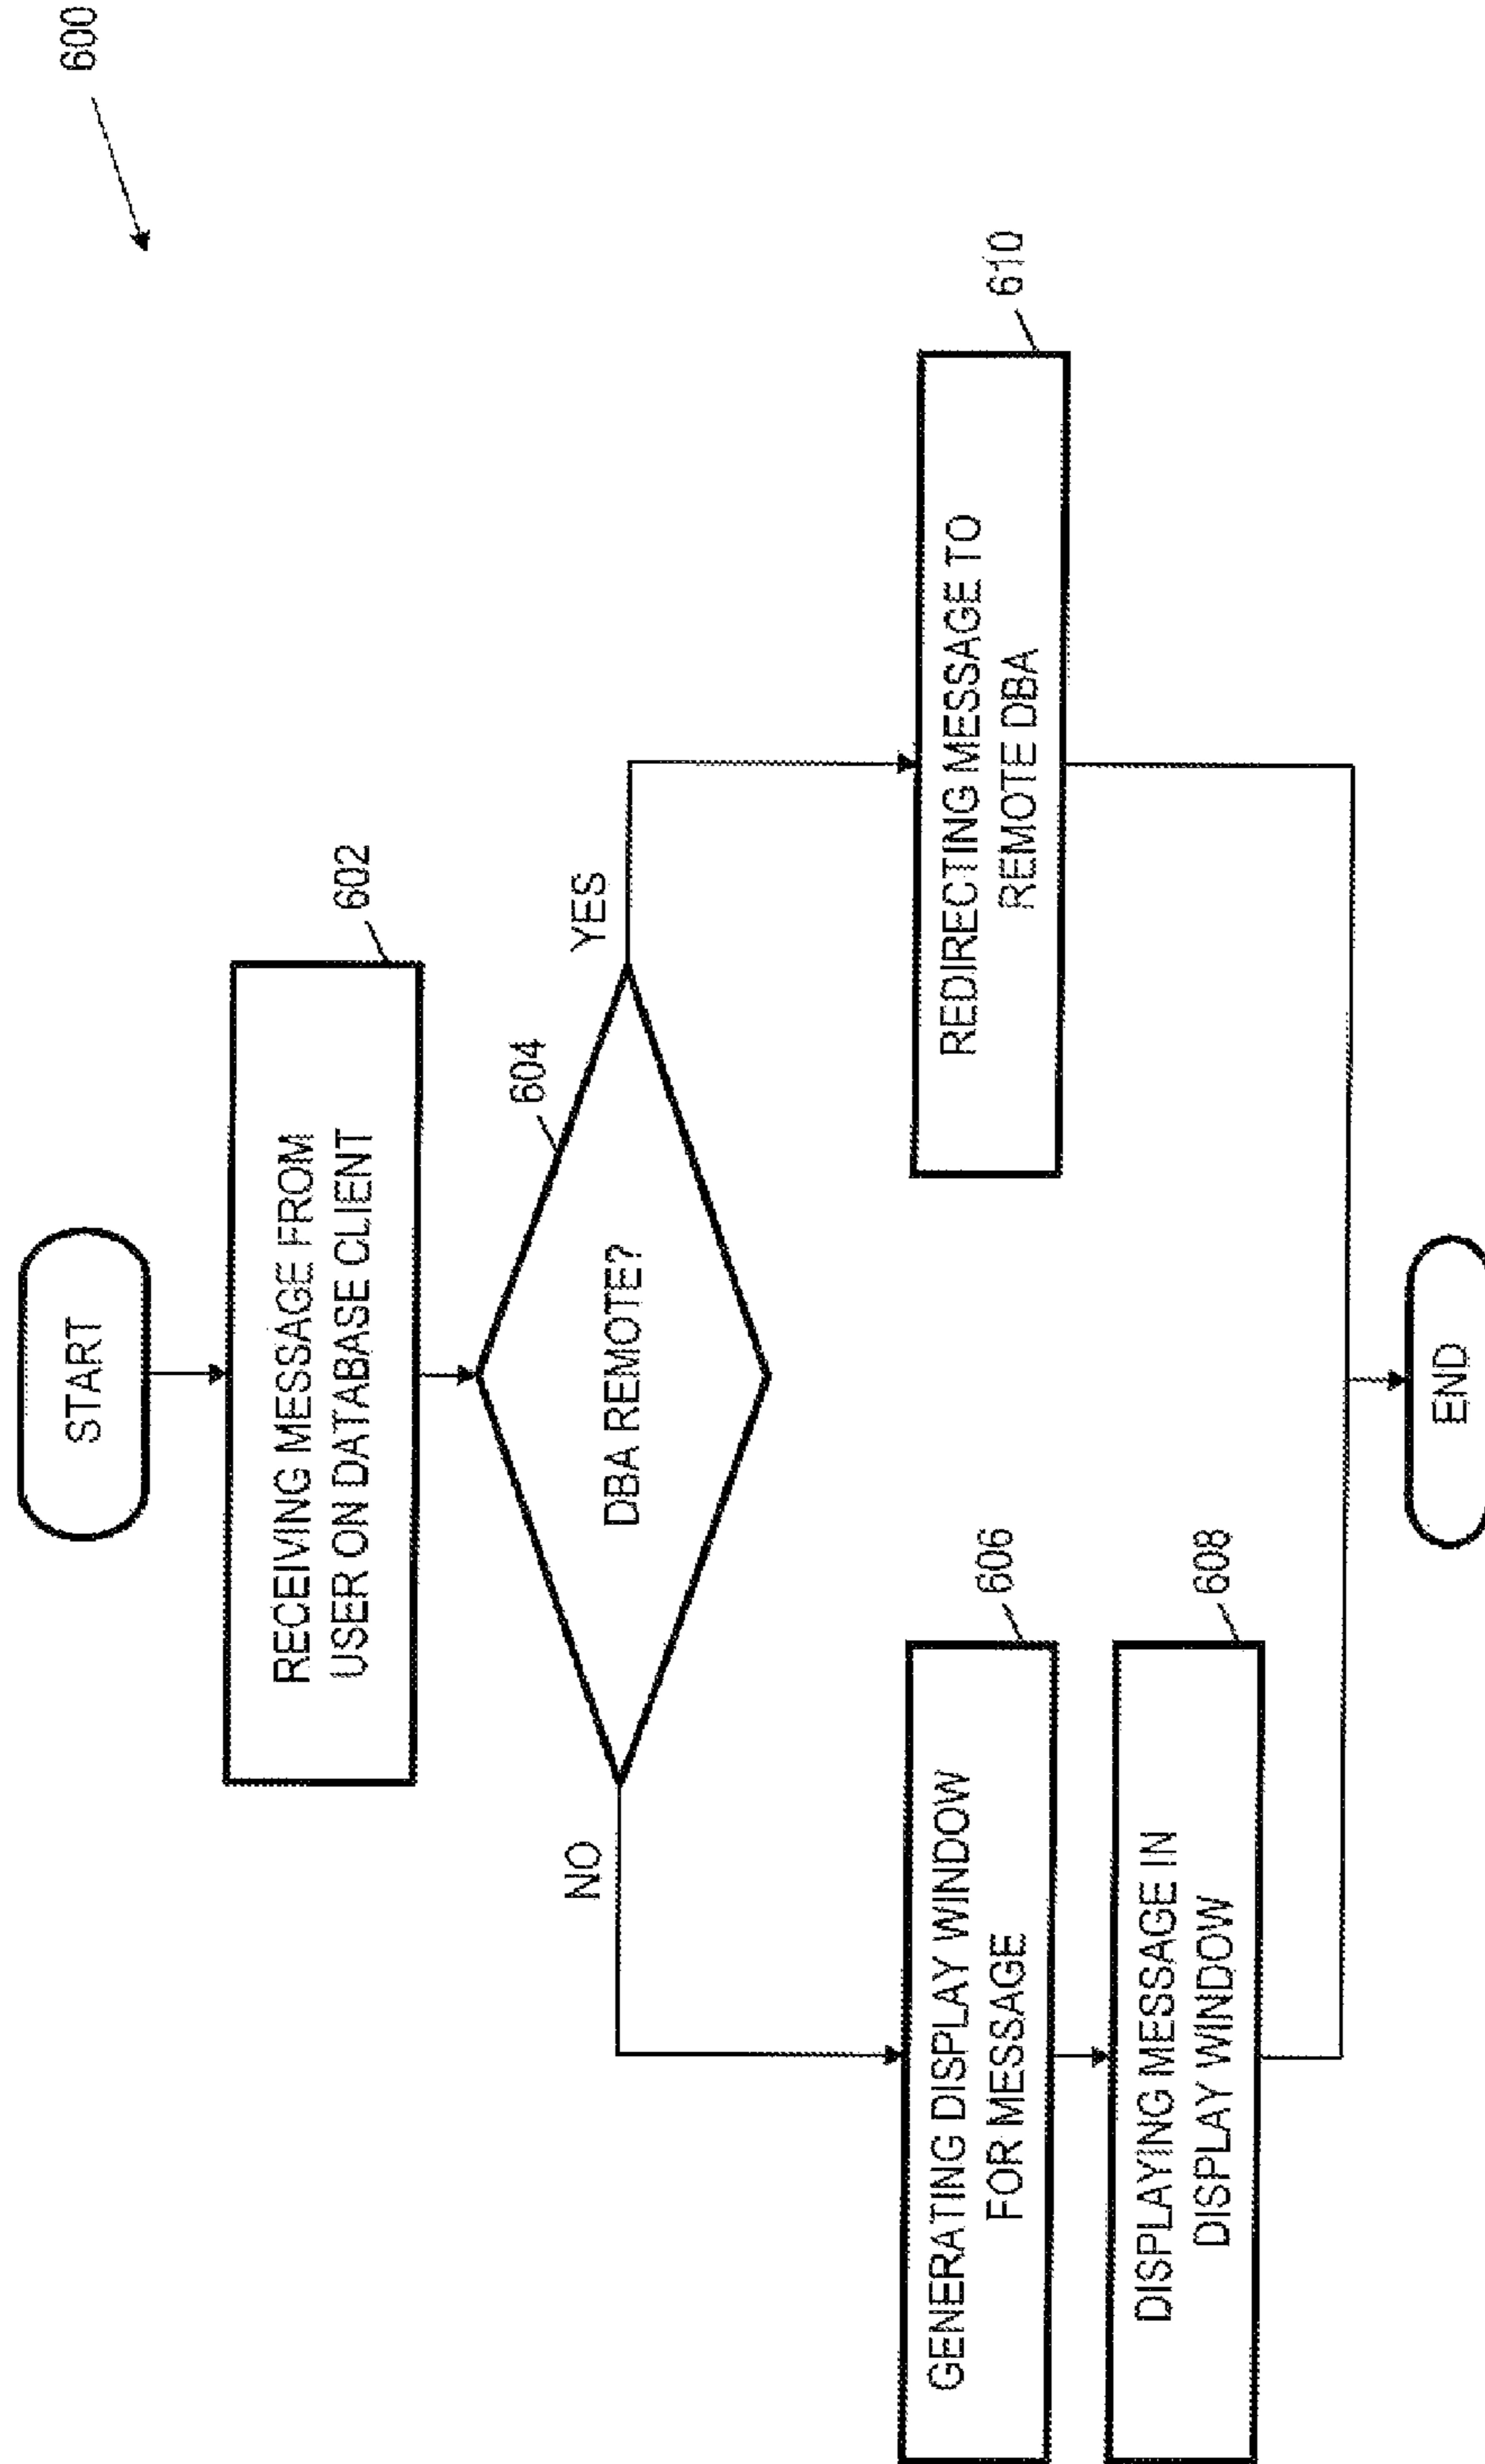 600
START
RECEIVING MESSAGE FROM
USER ON DATABASE CLIENT
602
604
DBA REMOTE?
NO
YES
GENERATING DISPLAY WINDOW
FOR MESSAGE
606
DISPLAYING MESSAGE IN
DISPLAY WINDOW
608
REDIRECTING MESSAGE TO
REMOTE DBA
610
END